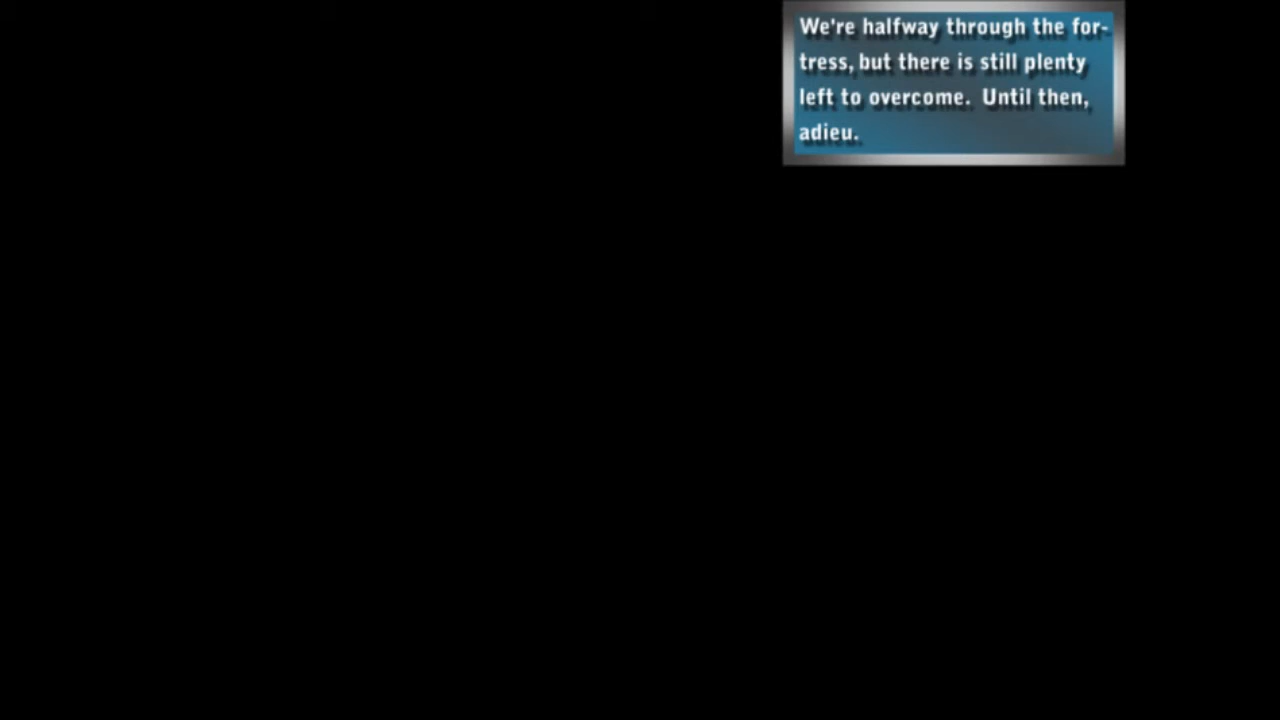 We're halfway through the for-
tress, but there is still plenty
left to overcome.  Until then,
adieu.